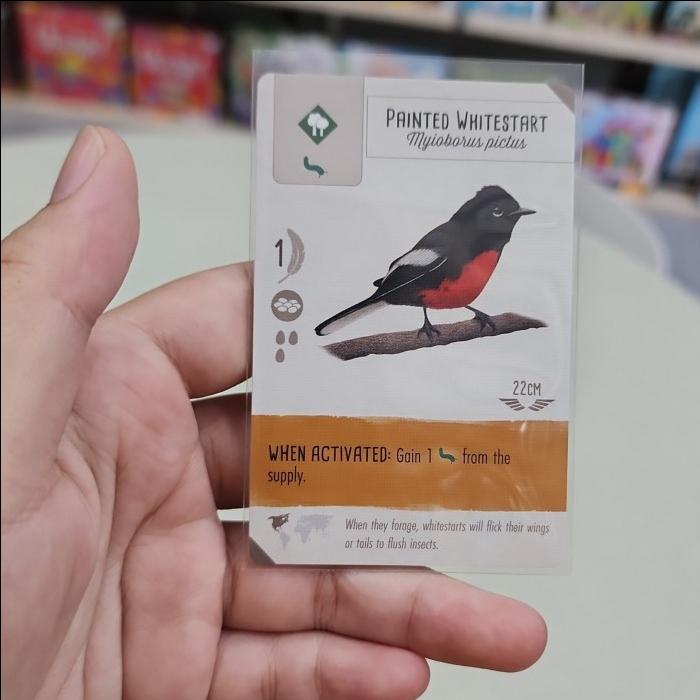 PAINTED WHITESTART
Myioborus pictus
1
22CM
WHEN ACTIVATED: Gain 1 from the
supply.
When they forage, whitestarts will flick their wings
or tails to flush insects.